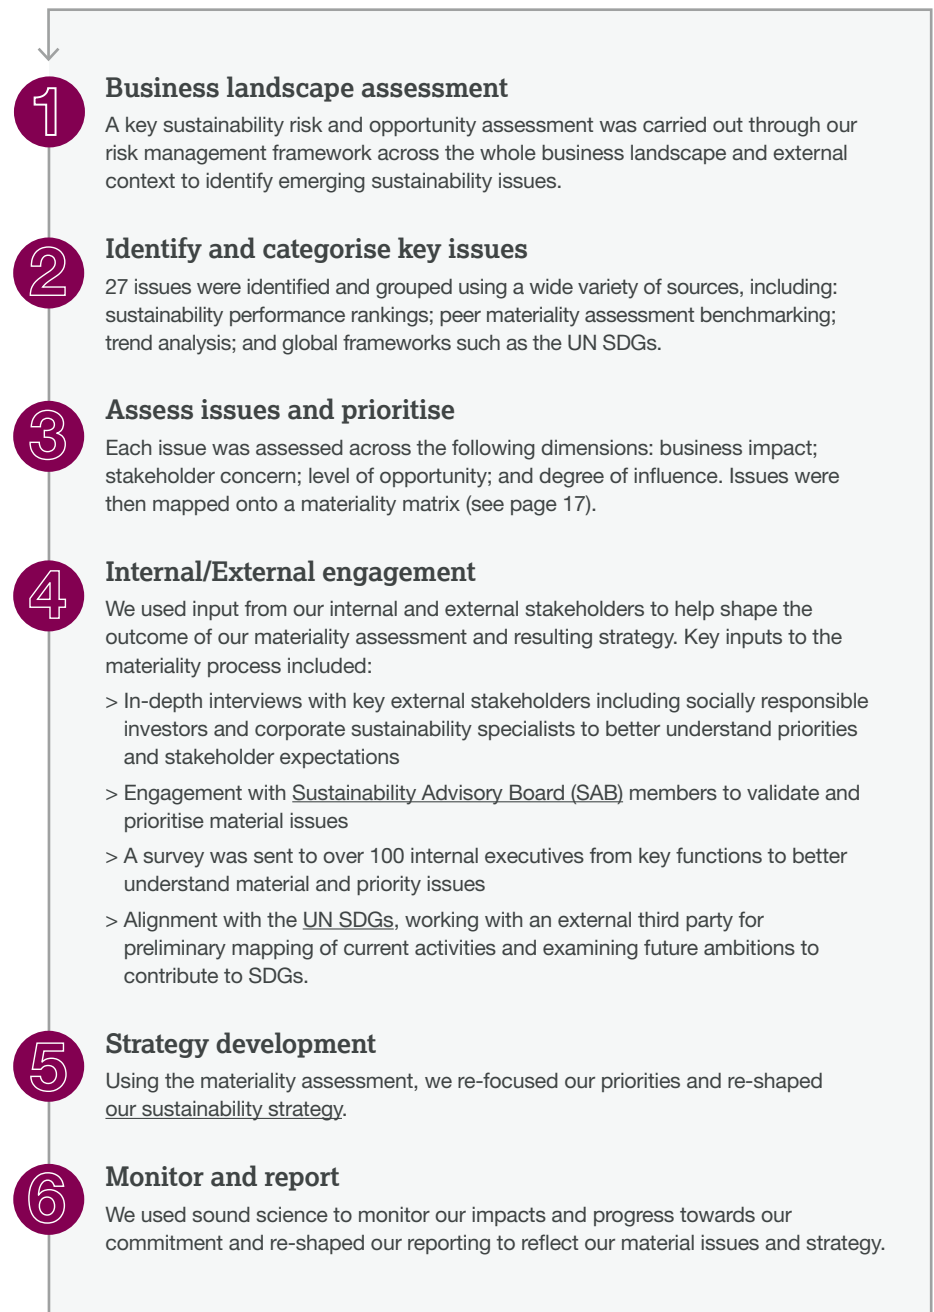 1
Business landscape assessment
A key sustainability risk and opportunity assessment was carried out through our
risk management framework across the whole business landscape and external
context to identify emerging sustainability issues.
2
Identify and categorise key issues
27 issues were identified and grouped using a wide variety of sources, including:
sustainability performance rankings; peer materiality assessment benchmarking;
trend analysis; and global frameworks such as the UN SDGs.
3
Assess issues and prioritise
Each issue was assessed across the following dimensions: business impact;
stakeholder concern; level of opportunity; and degree of influence. Issues were
then mapped onto a materiality matrix (see page 17).
4
Internal/External engagement
We used input from our internal and external stakeholders to help shape the
outcome of our materiality assessment and resulting strategy. Key inputs to the
materiality process included:
> In-depth interviews with key external stakeholders including socially responsible
investors and corporate sustainability specialists to better understand priorities
and stakeholder expectations
> Engagement with Sustainability Advisory Board (SAB) members to validate and
prioritise material issues
> A survey was sent to over 100 internal executives from key functions to better
understand material and priority issues
> Alignment with the UN SDGs, working with an external third party for
preliminary mapping of current activities and examining future ambitions to
contribute to SDGs.
5
Strategy development
Using the materiality assessment, we re-focused our priorities and re-shaped
our sustainability strategy.
6
Monitor and report
We used sound science to monitor our impacts and progress towards our
commitment and re-shaped our reporting to reflect our material issues and strategy.